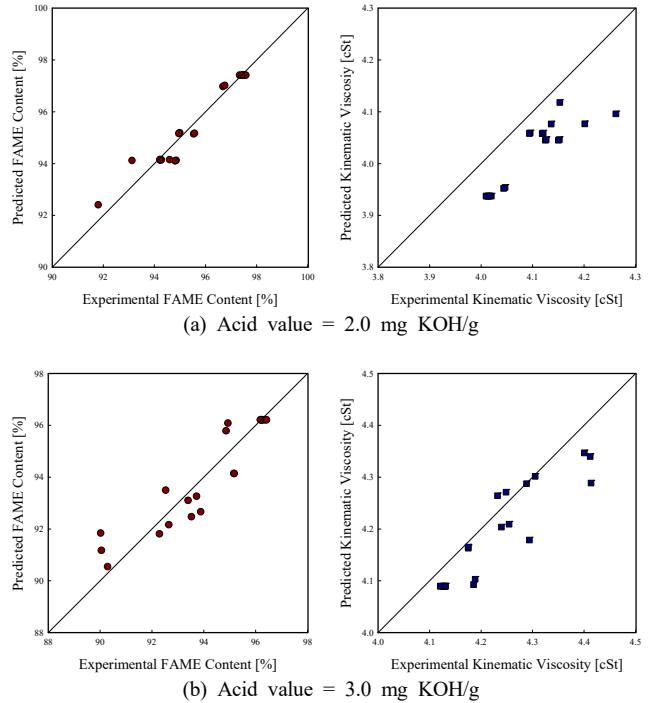 100
98
96
94
92
90
90 92 94 96 98 100
Predicted FAME Content [%]
Experimental FAME Content [%]
4.3
4.2
4.1
4.0
3.9
3.8
3.8 3.9 4.0 4.1 4.2 4.3
Predicted Kinematic Viscosiy [cSt]
Experimental Kinematic Viscosity [cSt]
(a) Acid value = 2.0 mg KOH/g
98
96
94
92
90
88
88 90 92 94 96 98
Predicted FAME Content [%]
Experimental FAME Content [%]
4.5
4.4
4.3
4.2
4.1
4.0
4.0 4.1 4.2 4.3 4.4 4.5
Predicted Kinematic Viscosity [cSt]
Experimental Kinematic Viscosity [cSt]
(b) Acid value = 3.0 mg KOH/g